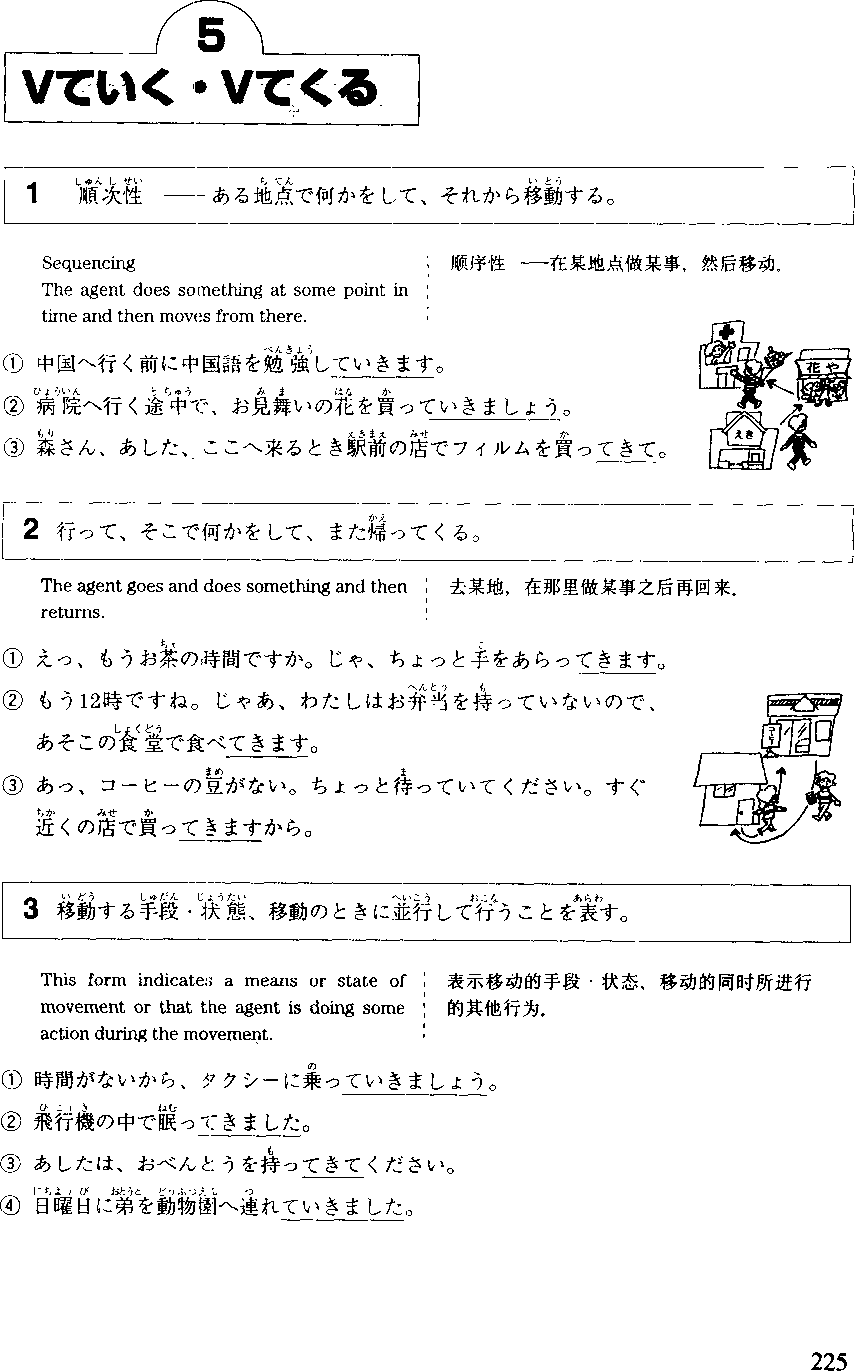 5
Vていく・Vてくる
1 順次性 ——ある地点で何かをして、それから移動する。
Sequencing
The agent does something at some point in
time and then moves from there.
顺序性 ——在某地点做某事，然后移动.
① 中国へ行く前に中国語を勉強していきます。
② 病院へ行く途中で、お見舞いの花を買っていきましょう。
③ 森さん、あした、ここへ来るとき駅前の店でフィルムを買ってきて。
花や
えき
2 行って、そこで何かをして、また帰ってくる。
The agent goes and does something and then
returns.
去某地，在那里做某事之后再回来.
① えっ、もうお茶の時間ですか。じゃ、ちょっと手をあらってきます。
② もう12時ですね。じゃあ、わたしはお弁当を持っていないので、
あそこの食堂で食べてきます。
③ あっ、コーヒーの豆がない。ちょっと待っていてください。すぐ
近くの店で買ってきますから。
3 移動する手段・状態、移動のときに並行して行うことを表す。
This form indicates a means or state of
movement or that the agent is doing some
action during the movement.
表示移动的手段·状态、移动的同时所进行
的其他行为.
① 時間がないから、タクシーに乗っていきましょう。
② 飛行機の中で眠ってきました。
③ あしたは、おべんとうを持ってきてください。
④ 日曜日に弟を動物園へ連れていきました。
225